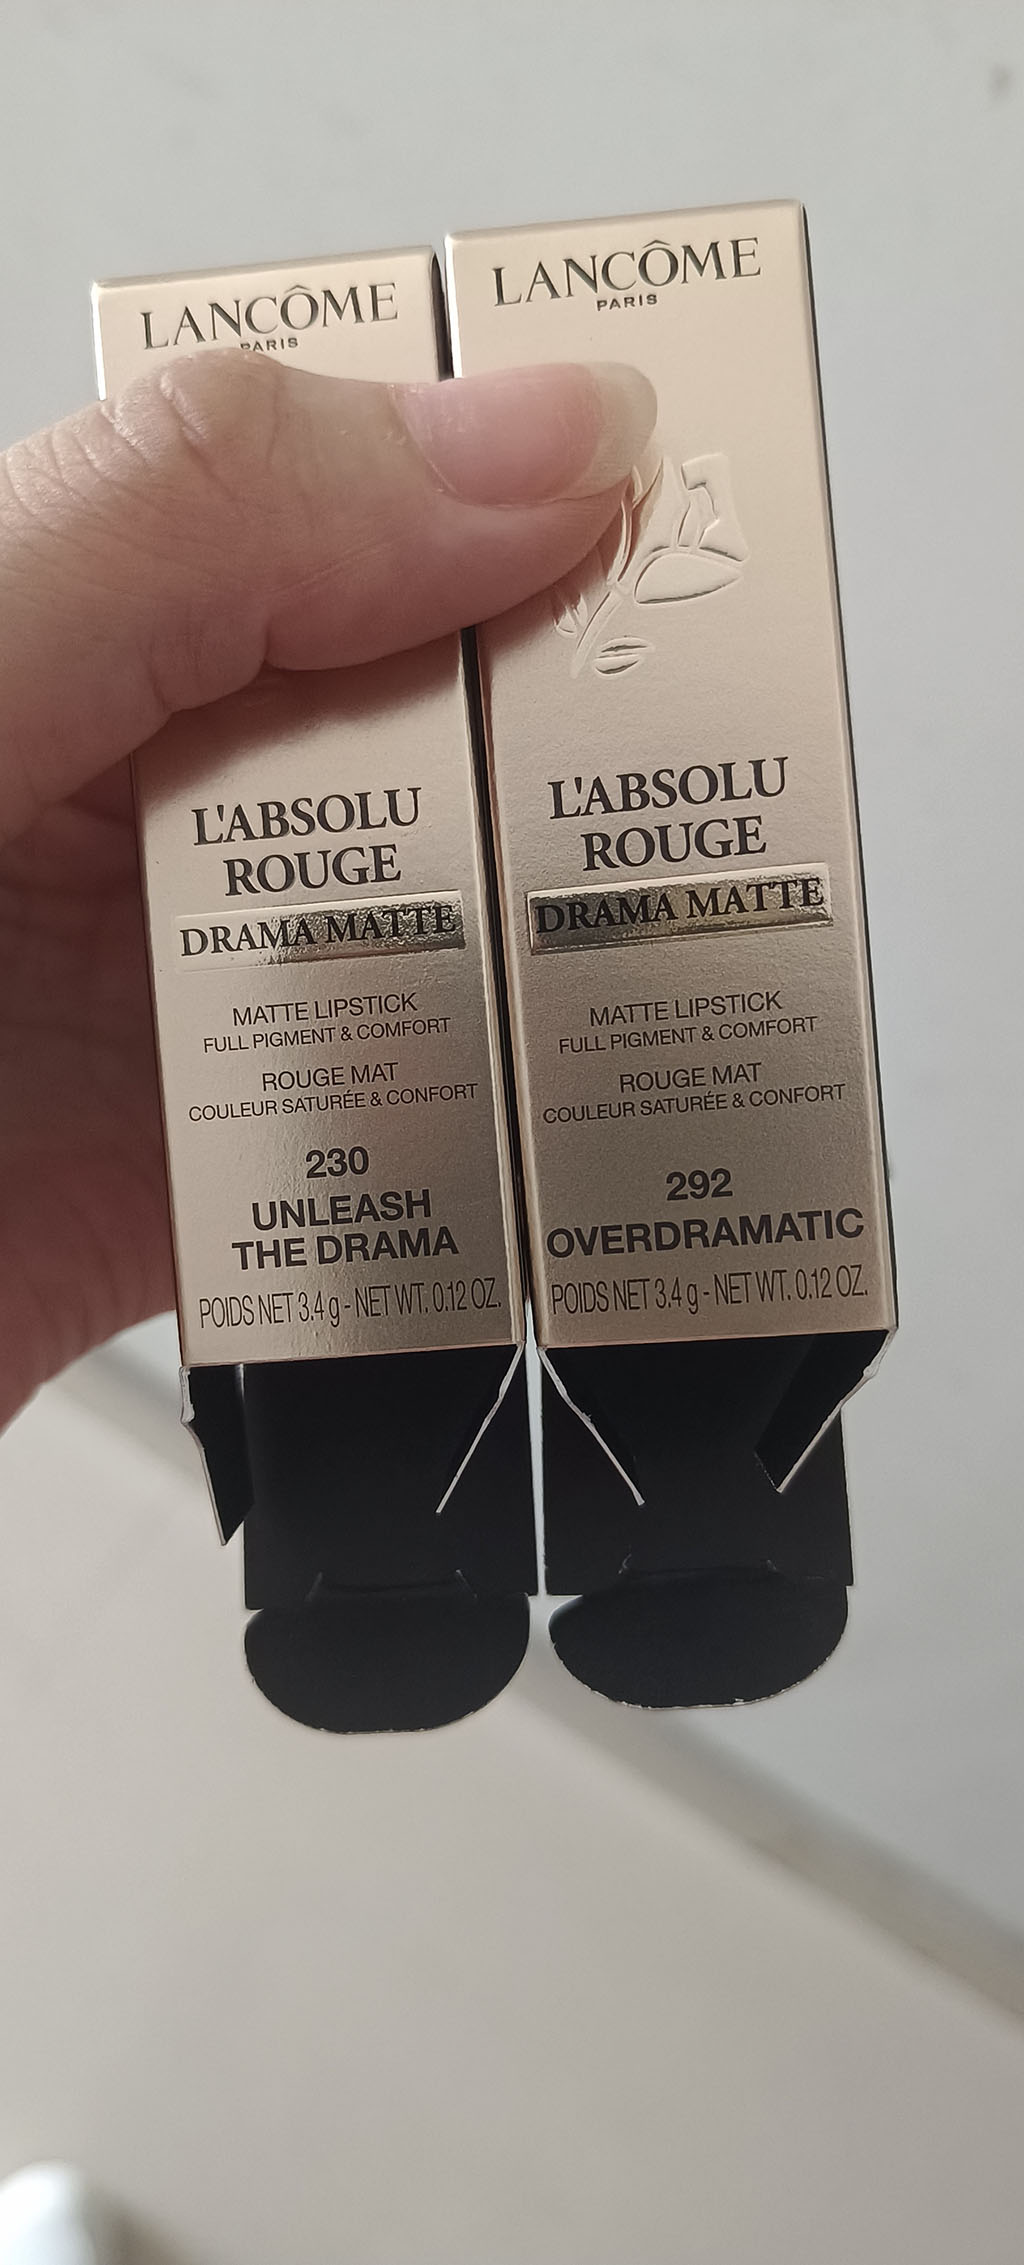 LANCÔME
PARIS
L'ABSOLU
ROUGE
DRAMA MATTE
MATTE LIPSTICK
FULL PIGMENT & COMFORT
ROUGE MAT
COULEUR SATURÉE & CONFORT
230
UNLEASH
THE DRAMA
POIDS NET 3.4 g - NET WT. 0.12 OZ.
LANCÔME
PARIS
L'ABSOLU
ROUGE
DRAMA MATTE
MATTE LIPSTICK
FULL PIGMENT & COMFORT
ROUGE MAT
COULEUR SATURÉE & CONFORT
292
OVERDRAMATIC
POIDS NET 3.4 g - NET WT. 0.12 OZ.